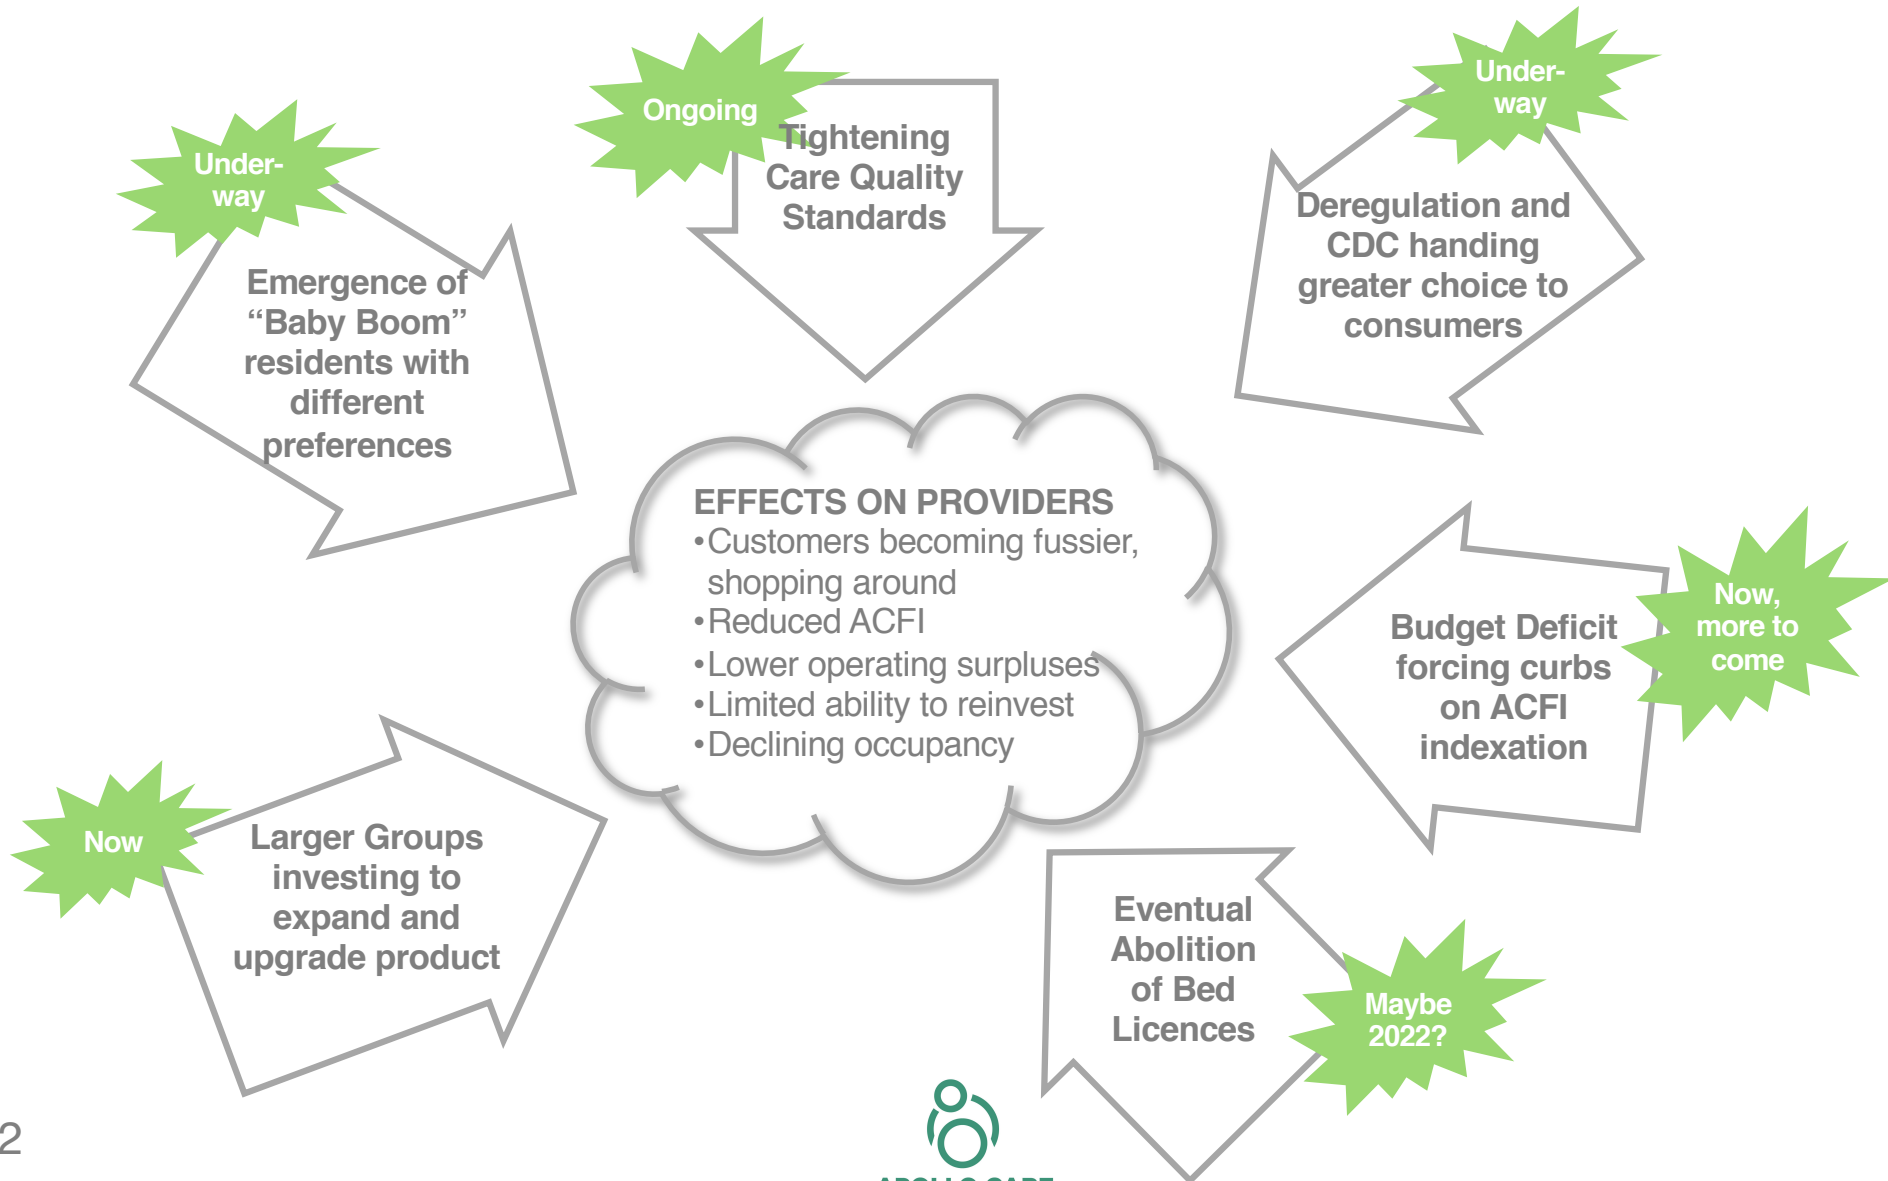 Under-
way
Emergence of
“Baby Boom”
residents with
different
preferences
Ongoing
Tightening
Care Quality
Standards
Under-
way
Deregulation and
CDC handing
greater choice to
consumers
EFFECTS ON PROVIDERS
•Customers becoming fussier,
shopping around
•Reduced ACFI
•Lower operating surpluses
•Limited ability to reinvest
•Declining occupancy
Now,
more to
come
Budget Deficit
forcing curbs
on ACFI
indexation
Now
Larger Groups
investing to
expand and
upgrade product
Eventual
Abolition
of Bed
Licences
Maybe
2022?
2
APOLLO CARE